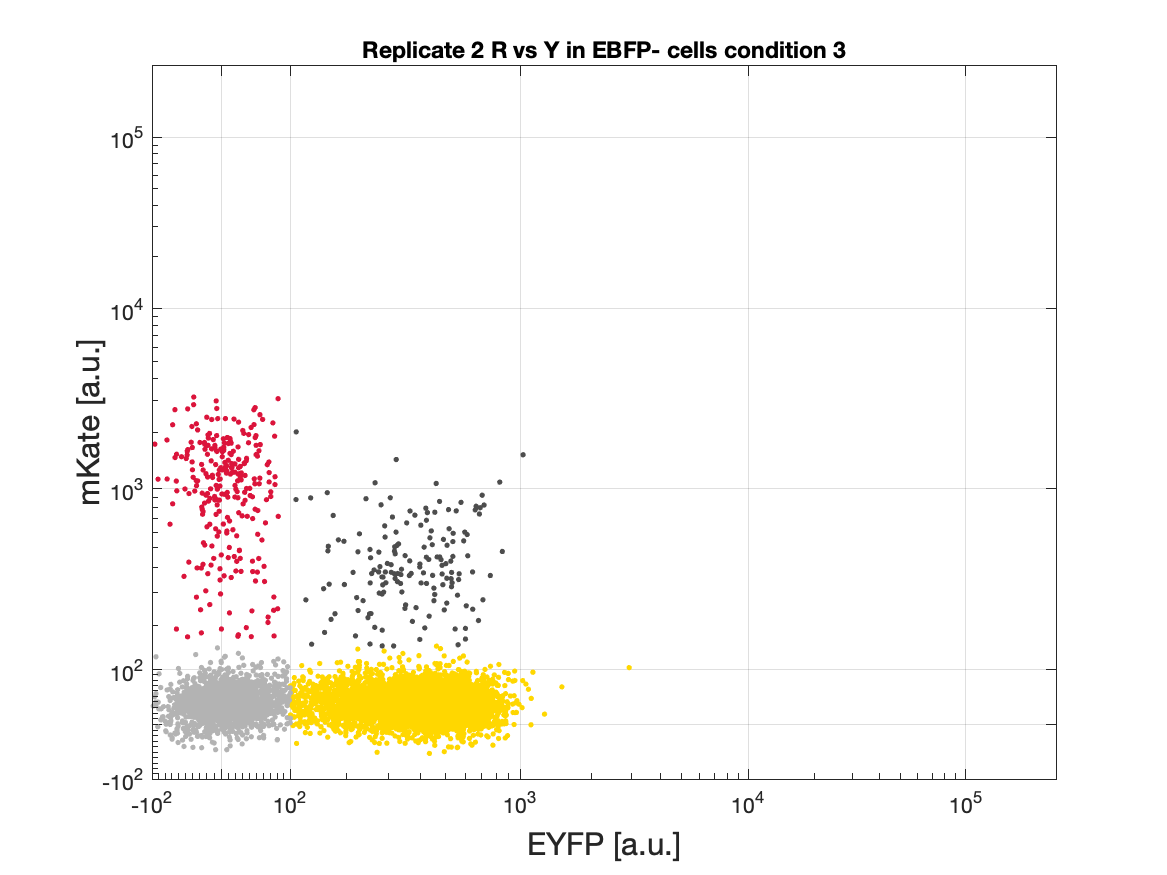 Replicate 2 R vs Y in EBFP- cells condition 3
10^5
10^4
10^3
10^2
-10^2
mKate [a.u.]
-10^2 10^2 10^3 10^4 10^5
EYFP [a.u.]